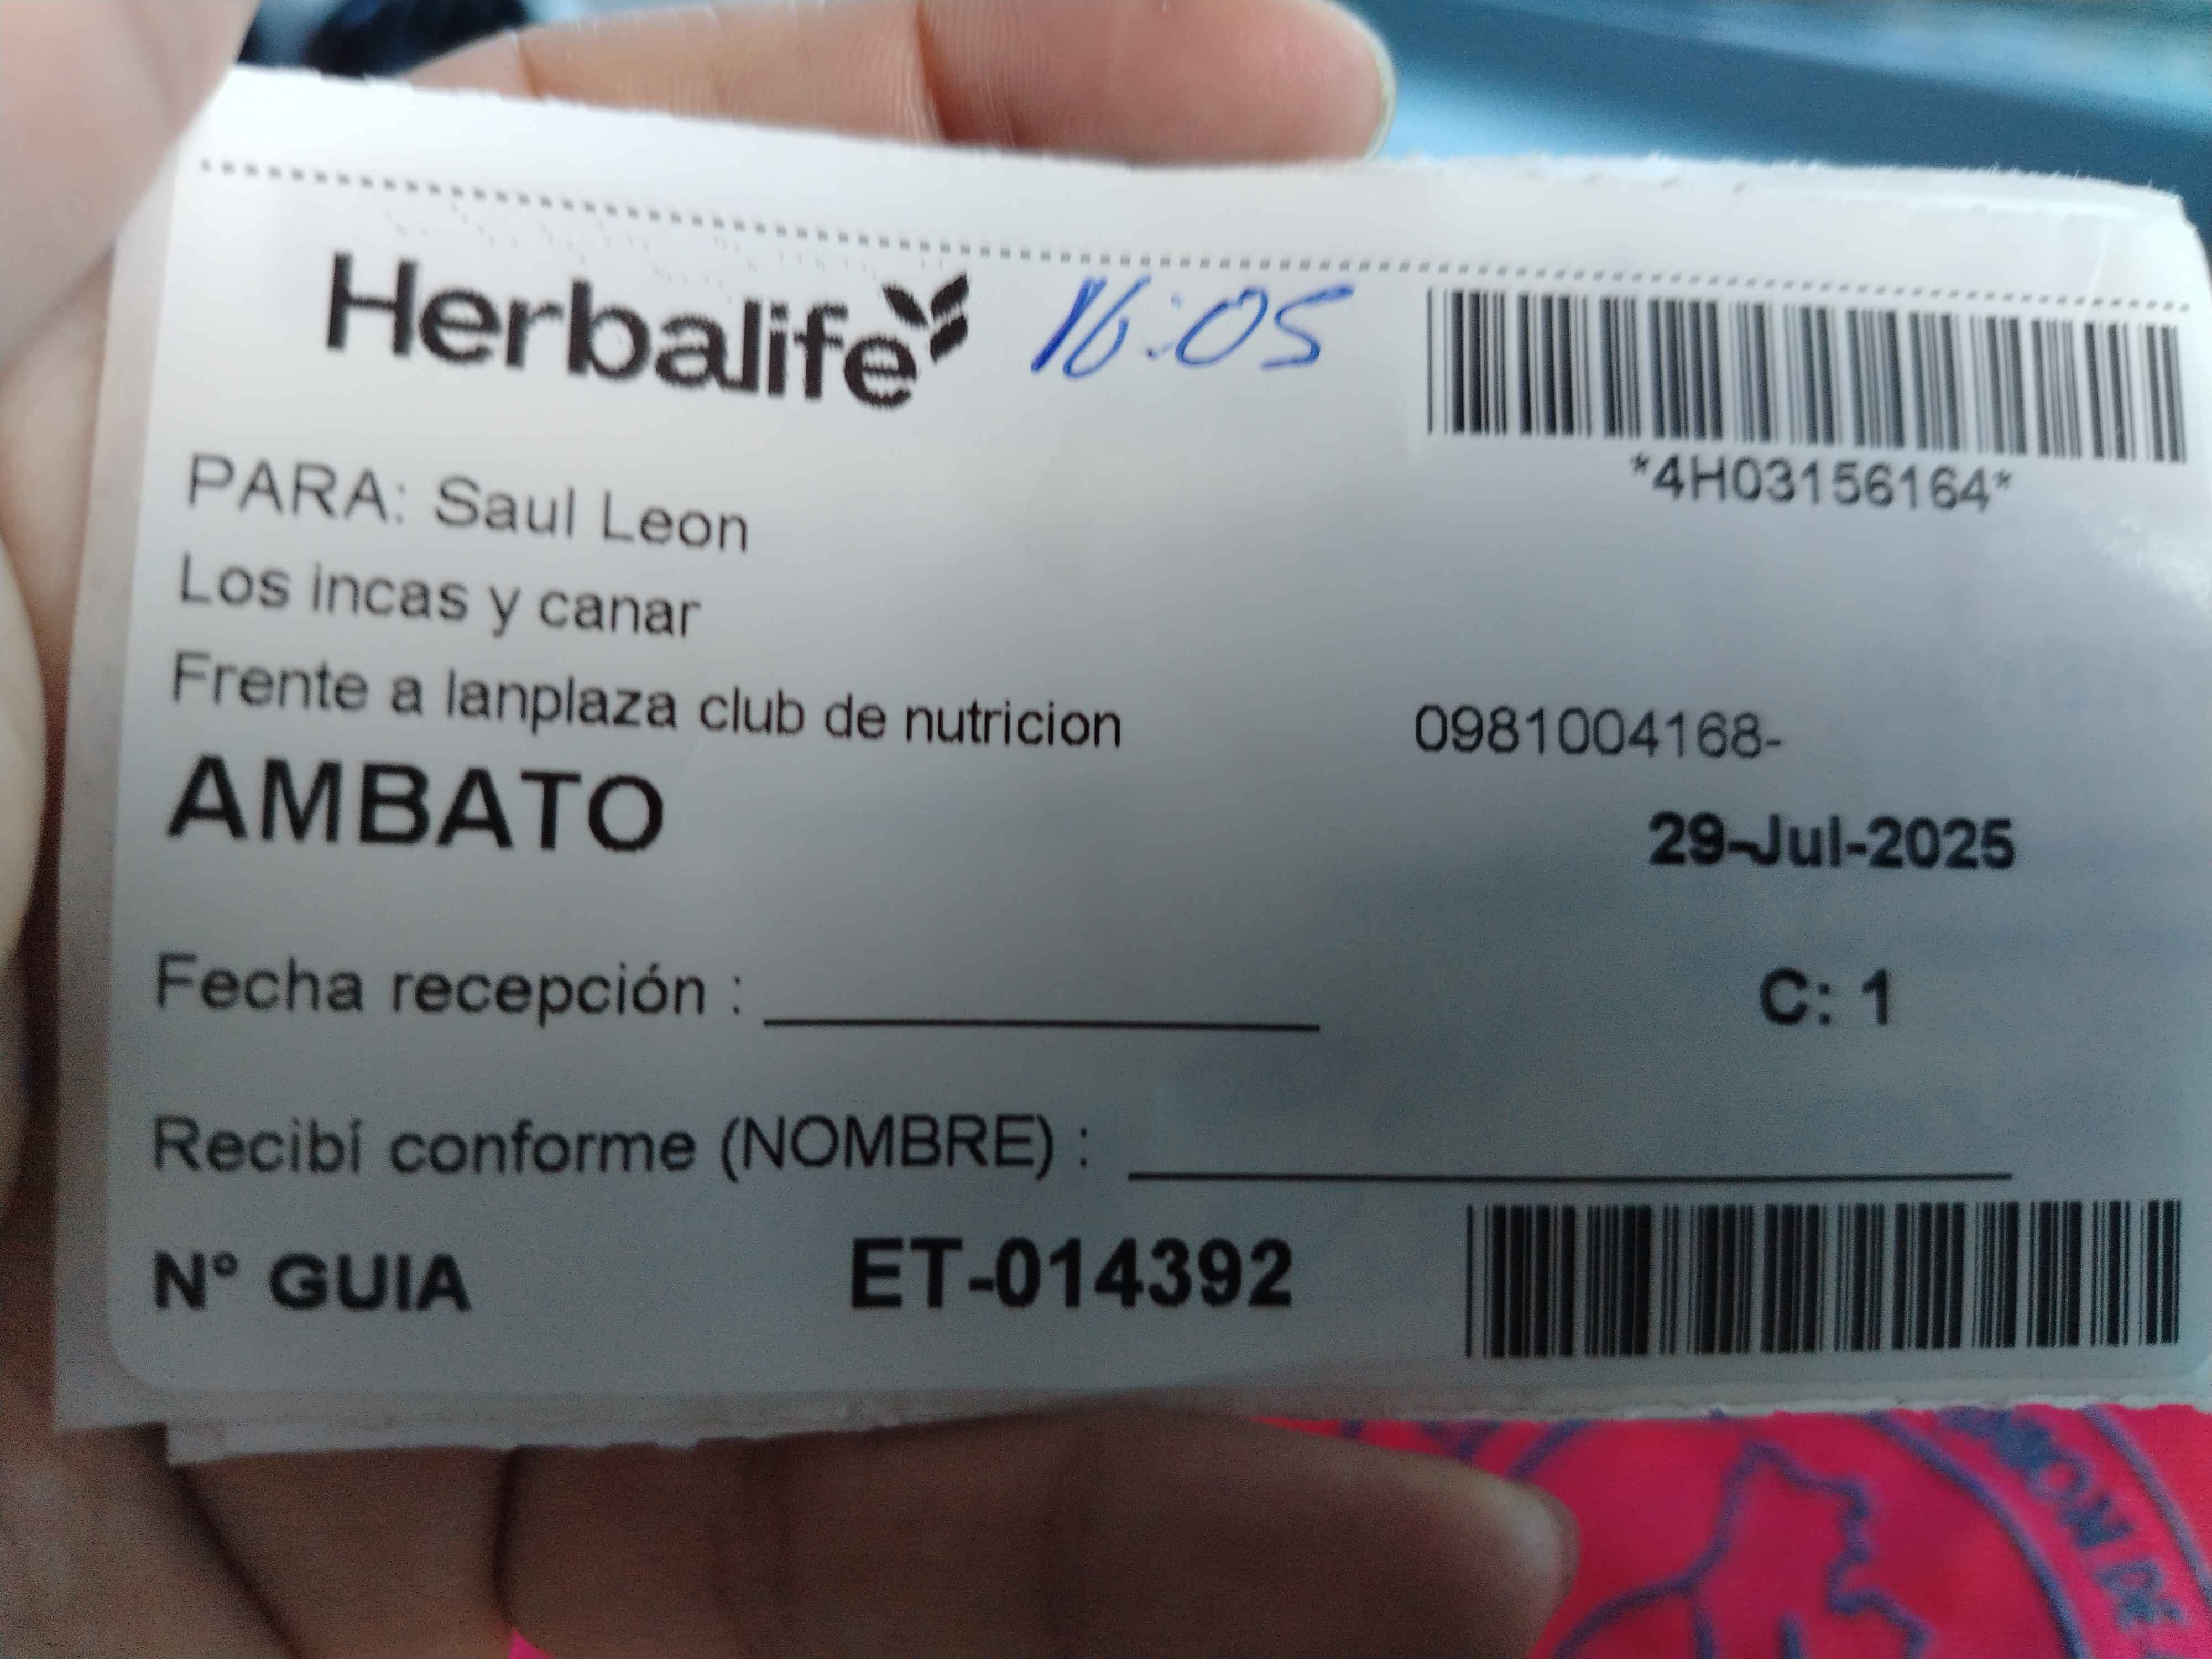 Herbalife 16:05
*4H03156164*
PARA: Saul Leon
Los incas y canar
Frente a lanplaza club de nutricion 0981004168-
AMBATO
29-Jul-2025
Fecha recepción : C: 1
Recibí conforme (NOMBRE) :
N° GUIA ET-014392